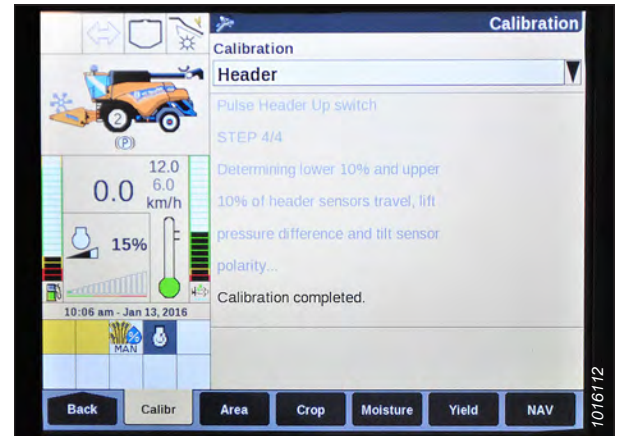 Calibration
Calibration
Header
Pulse Header Up switch
STEP 4/4
Determining lower 10% and upper
10% of header sensors travel, lift
pressure difference and tilt sensor
polarity...
Calibration completed.
2
(P)
12.0
0.0 6.0
km/h
15%
F
10:06 am - Jan 13, 2016
%
MAN
Back Calibr Area Crop Moisture Yield NAV
1016112